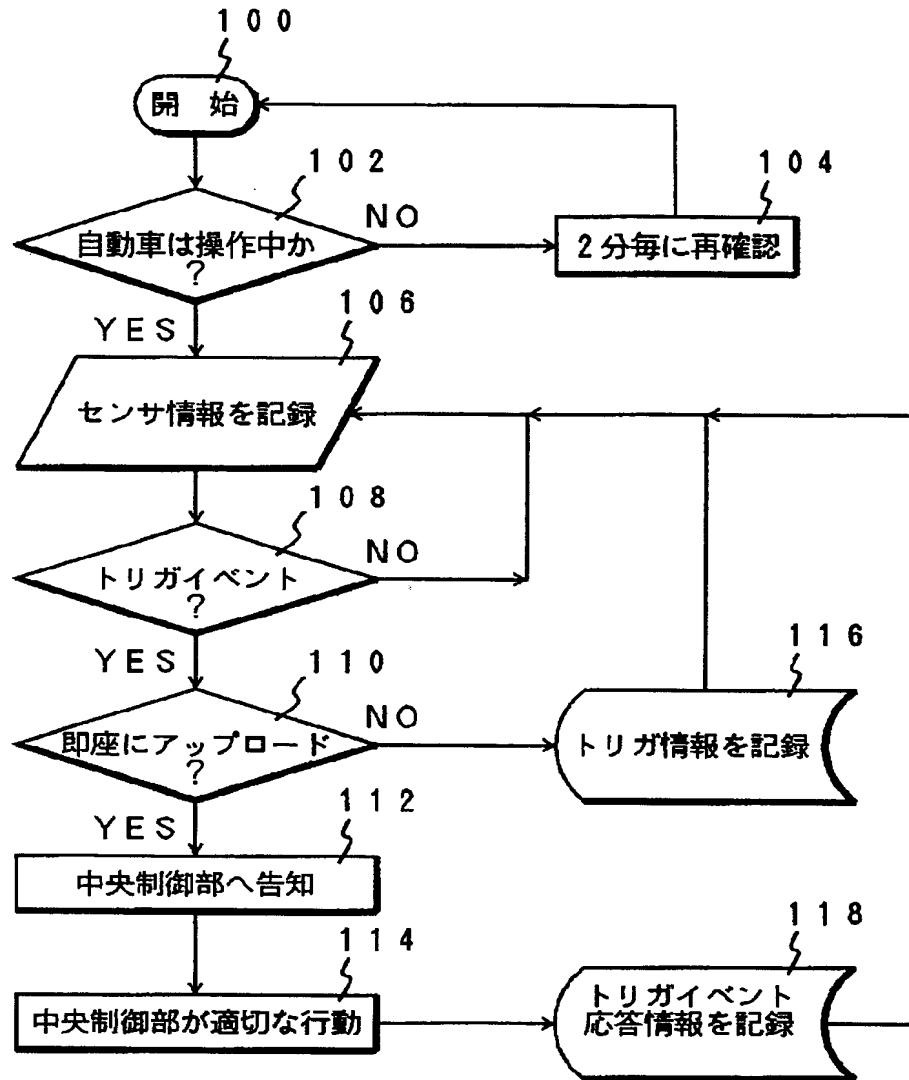 １００
開　始
１０２
自動車は操作中か
？
NO
１０４
２分毎に再確認
YES
１０６
センサ情報を記録
１０８
トリガイベント
？
NO
YES
１１０
即座にアップロード
？
NO
１１６
トリガ情報を記録
YES
１１２
中央制御部へ告知
１１４
中央制御部が適切な行動
１１８
トリガイベント
応答情報を記録